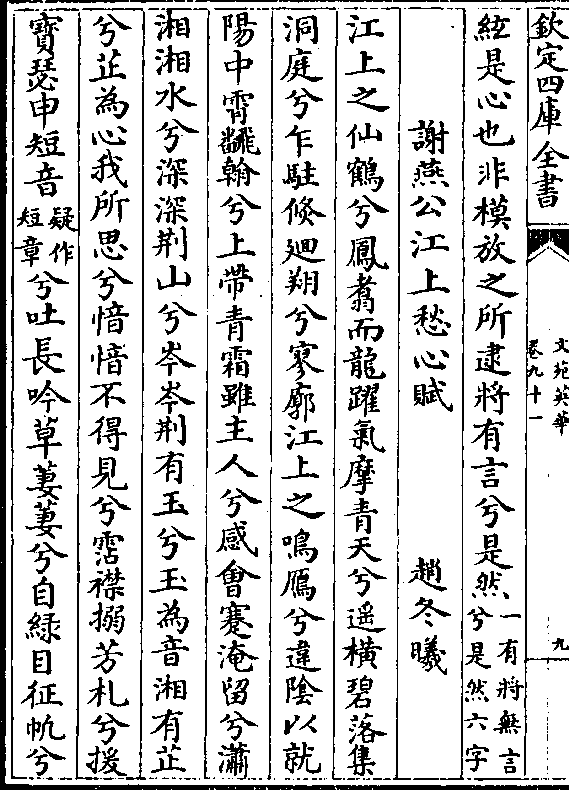 欽定四庫全書
文苑英華
卷九十一
九
紜是心也非模放之所逮將有言兮是然一有將無言兮是然六字
謝燕公江上愁心賦 趙冬曦
江上之仙鶴兮鳳翥而龍躍氣摩青天兮遥橫碧落集
洞庭兮乍駐倏廻翔兮寥廓江上之鳴鴈兮違陰以就
陽中霄飜翰兮上帶青霜雖主人兮感會蹇淹留兮瀟
湘湘水兮深深荆山兮岑岑荆有玉兮玉為音湘有芷
兮芷為心我所思兮愔愔不得見兮霑襟搦芳札兮援
寳瑟申短音疑作短章兮吐長吟草萋萋兮自緑目征帆兮